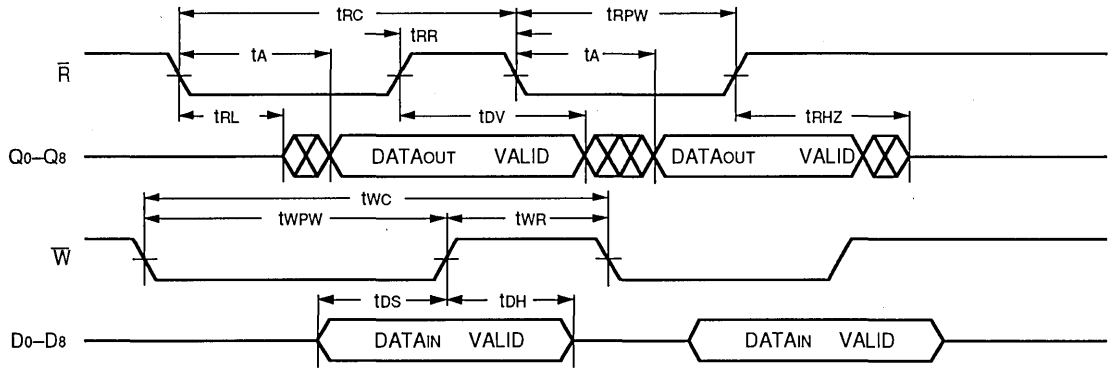 tRC tRPW
tRR
tA tA
R̅
tRL tDV tRHZ
Q0–Q8 DATAOUT VALID DATAOUT VALID
tWC
tWPW tWR
W̅
tDS tDH
D0–D8 DATAIN VALID DATAIN VALID